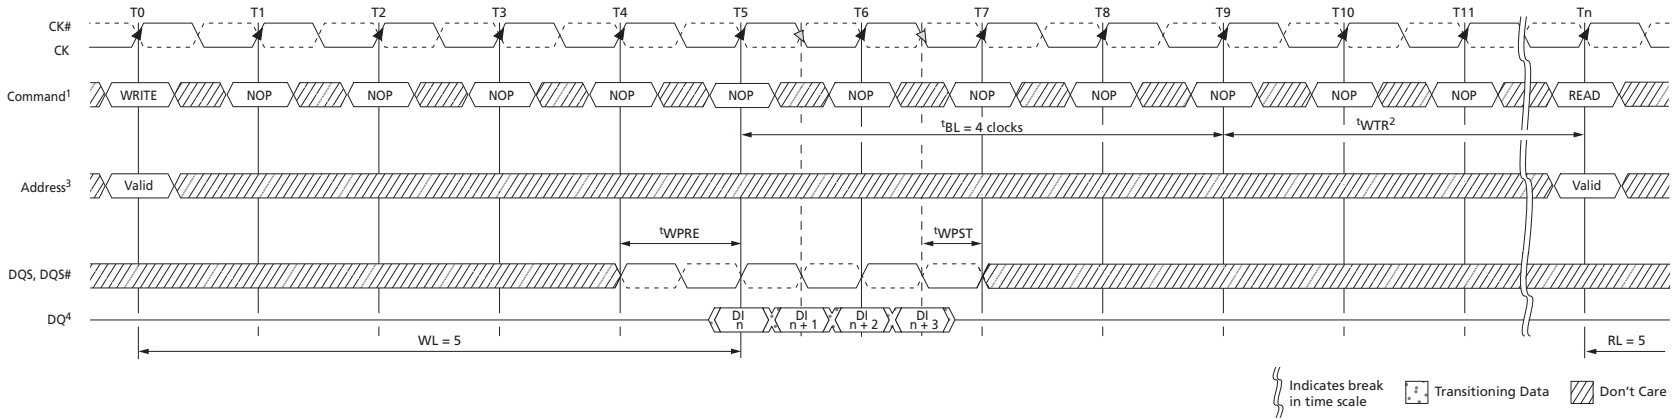 T0 T1 T2 T3 T4 T5 T6 T7 T8 T9 T10 T11 Tn
CK#
CK
Command1 WRITE NOP NOP NOP NOP NOP NOP NOP NOP NOP NOP NOP READ
tBL = 4 clocks tWTR2
Address3 Valid Valid
tWPRE tWPST
DQS, DQS#
DQ4 DI n DI n + 1 DI n + 2 DI n + 3
WL = 5 RL = 5
Indicates break in time scale Transitioning Data Don't Care